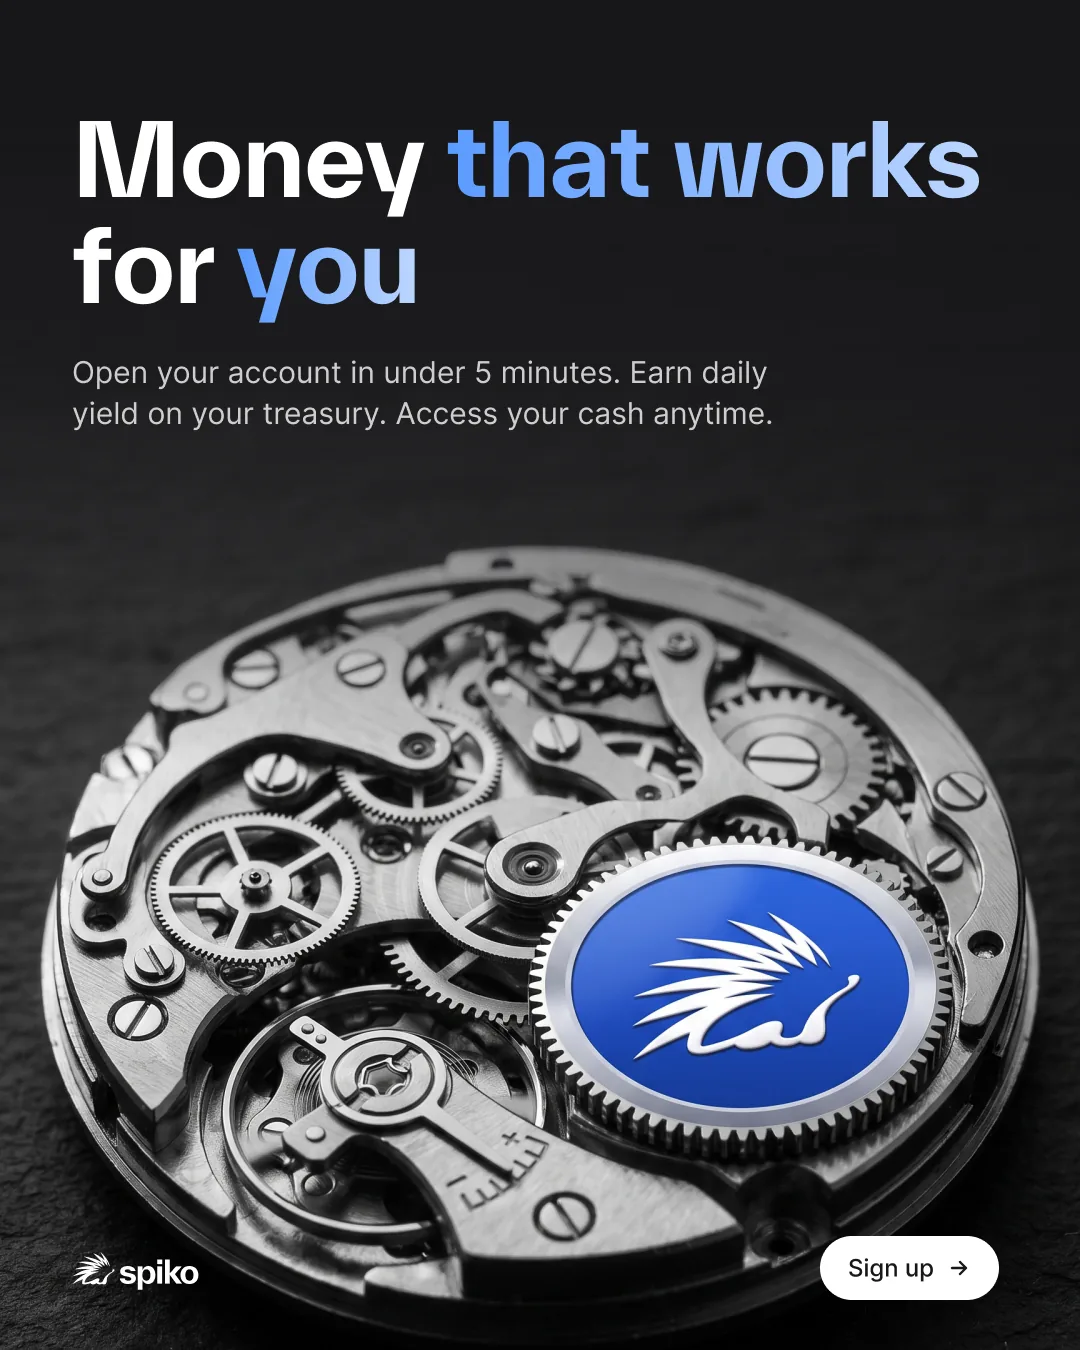 Money that works
for you
Open your account in under 5 minutes. Earn daily
yield on your treasury. Access your cash anytime.
spiko
Sign up →